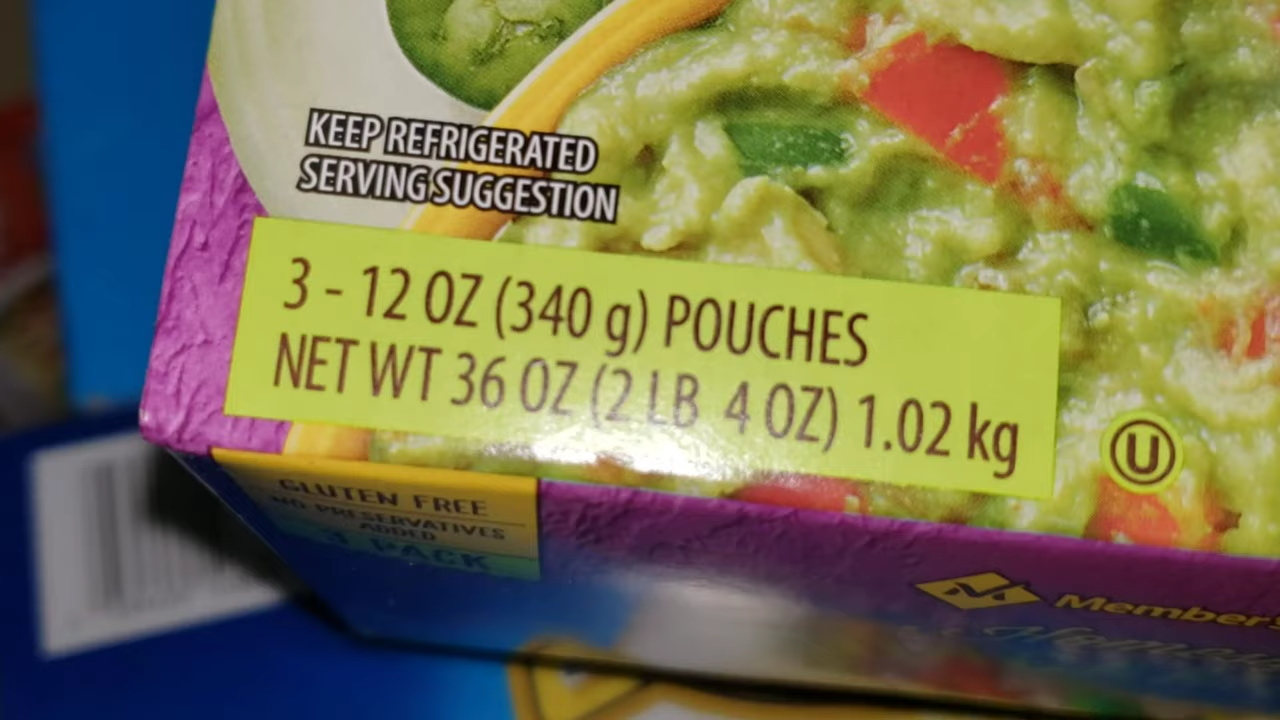 KEEP REFRIGERATED
SERVING SUGGESTION
3 - 12 OZ (340 g) POUCHES
NET WT 36 OZ (2 LB 4 OZ) 1.02 kg
U
GLUTEN FREE
NO PRESERVATIVES
ADDED
3 PACK
Member's